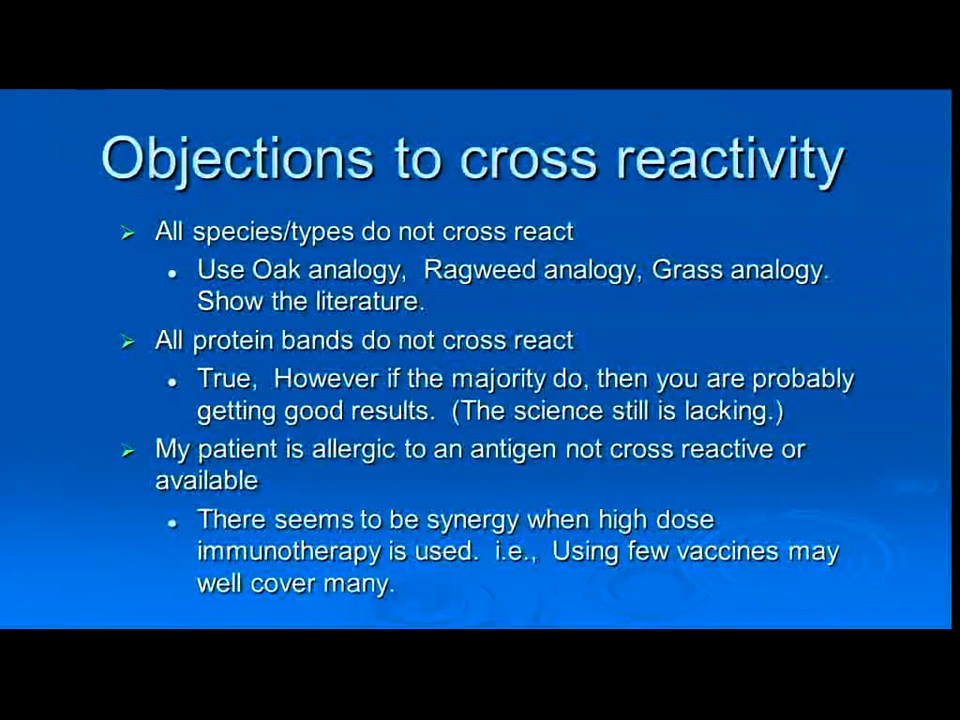 Objections to cross reactivity
All species/types do not cross react
Use Oak analogy, Ragweed analogy, Grass analogy.
Show the literature.
All protein bands do not cross react
True, However if the majority do, then you are probably
getting good results. (The science still is lacking.)
My patient is allergic to an antigen not cross reactive or
available
There seems to be synergy when high dose
immunotherapy is used. i.e., Using few vaccines may
well cover many.